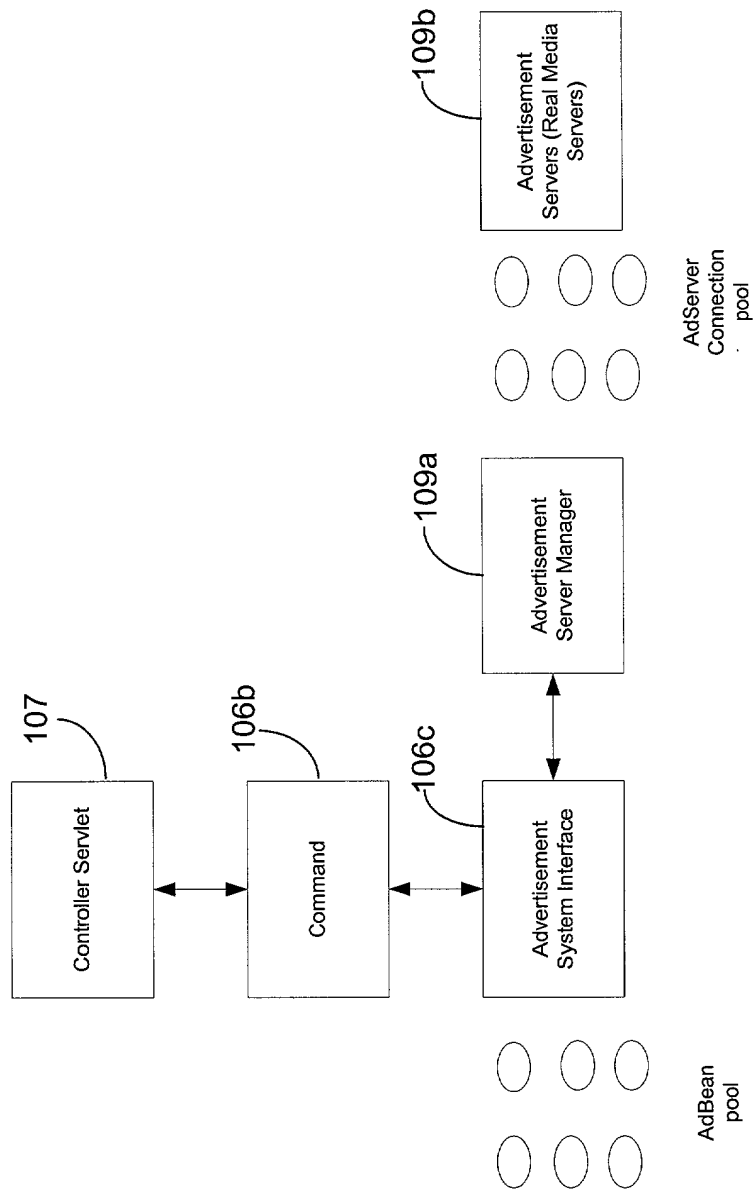 107
Controller Servlet
106b
Command
106c
Advertisement
System Interface
109a
Advertisement
Server Manager
109b
Advertisement
Servers (Real Media
Servers)
AdBean
pool
AdServer
Connection
pool